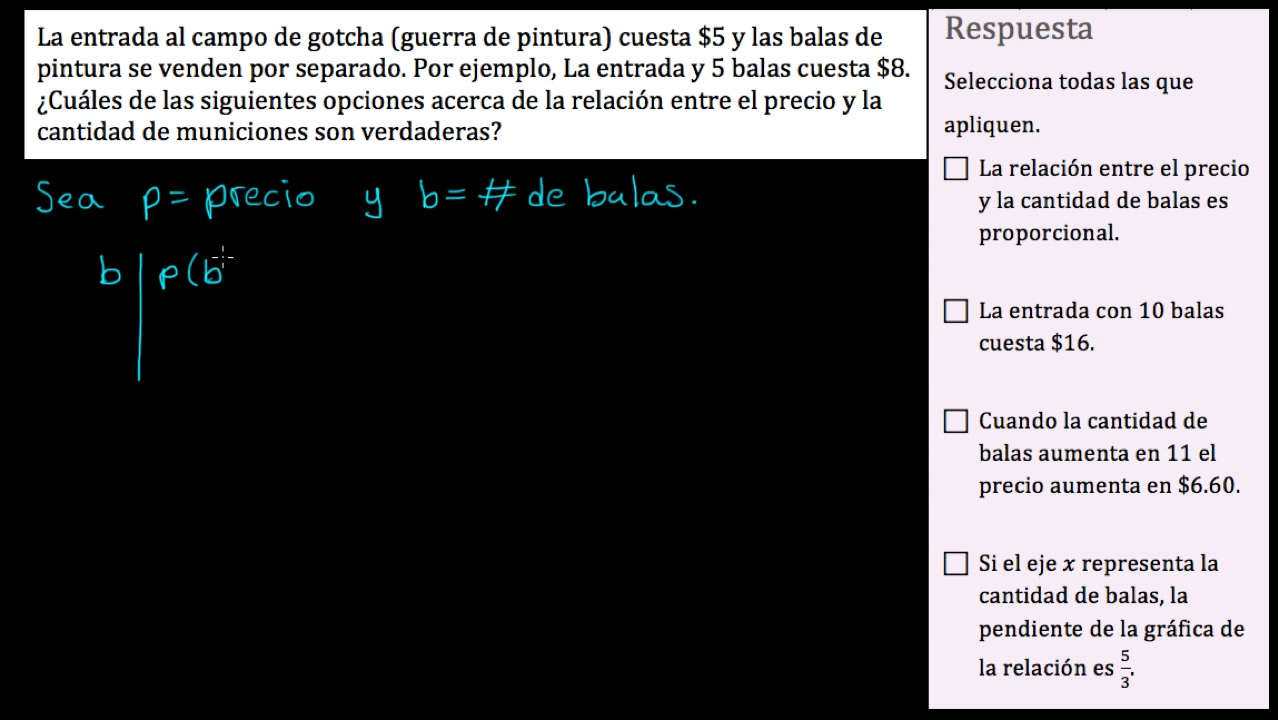 La entrada al campo de gotcha (guerra de pintura) cuesta $5 y las balas de
pintura se venden por separado. Por ejemplo, La entrada y 5 balas cuesta $8.
¿Cuáles de las siguientes opciones acerca de la relación entre el precio y la
cantidad de municiones son verdaderas?
Sea p = precio y b = # de balas.
b p(b
Respuesta
Selecciona todas las que
apliquen.
La relación entre el precio
y la cantidad de balas es
proporcional.
La entrada con 10 balas
cuesta $16.
Cuando la cantidad de
balas aumenta en 11 el
precio aumenta en $6.60.
Si el eje x representa la
cantidad de balas, la
pendiente de la gráfica de
la relación es 5/3.